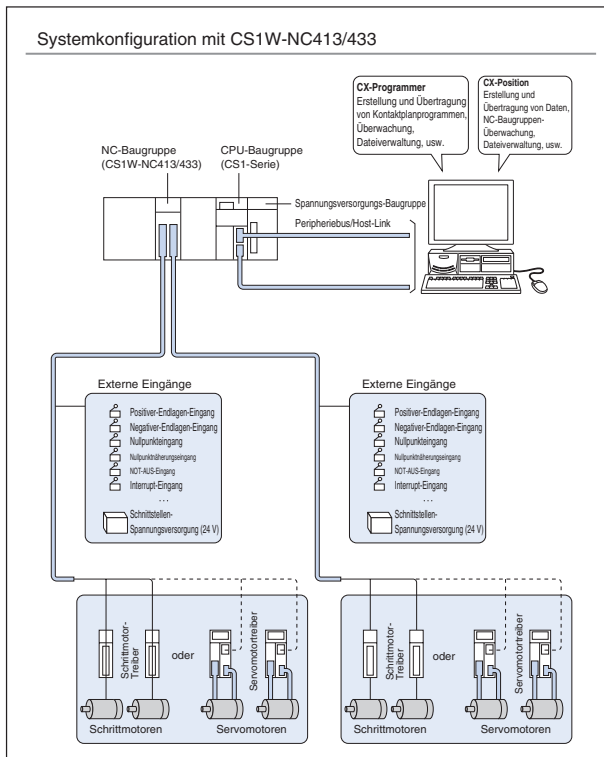 Systemkonfiguration mit CS1W-NC413/433
CX-Programmer
Erstellung und Übertragung
von Kontaktplanprogrammen,
Überwachung,
Dateiverwaltung, usw.
CX-Position
Erstellung und
Übertragung von Daten,
NC-Baugruppen-
Überwachung,
Dateiverwaltung, usw.
NC-Baugruppe
(CS1W-NC413/433)
CPU-Baugruppe
(CS1-Serie)
Spannungsversorgungs-Baugruppe
Peripheriebus/Host-Link
Externe Eingänge
Positiver-Endlagen-Eingang
Negativer-Endlagen-Eingang
Nullpunkteingang
Nullpunktnäherungseingang
NOT-AUS-Eingang
Interrupt-Eingang
...
Schnittstellen-
Spannungsversorgung (24 V)
Externe Eingänge
Positiver-Endlagen-Eingang
Negativer-Endlagen-Eingang
Nullpunkteingang
Nullpunktnäherungseingang
NOT-AUS-Eingang
Interrupt-Eingang
...
Schnittstellen-
Spannungsversorgung (24 V)
Schrittmotor-
Treiber
oder
Servomotortreiber
Schrittmotoren
Servomotoren
Schrittmotor-
Treiber
oder
Servomotortreiber
Schrittmotoren
Servomotoren